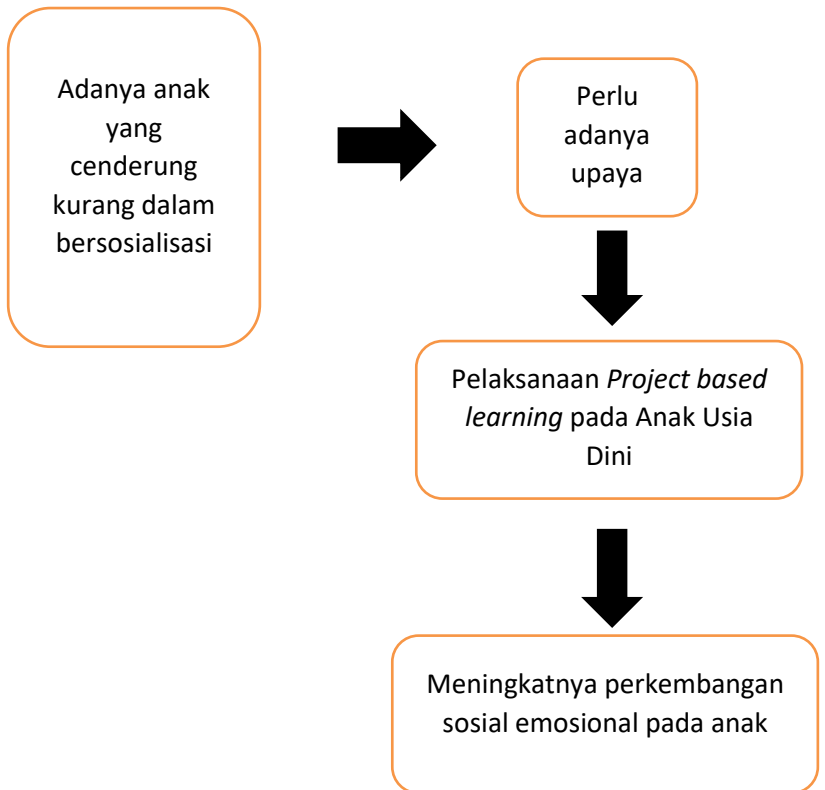 Adanya anak
yang
cenderung
kurang dalam
bersosialisasi
Perlu
adanya
upaya
Pelaksanaan Project based
learning pada Anak Usia
Dini
Meningkatnya perkembangan
sosial emosional pada anak